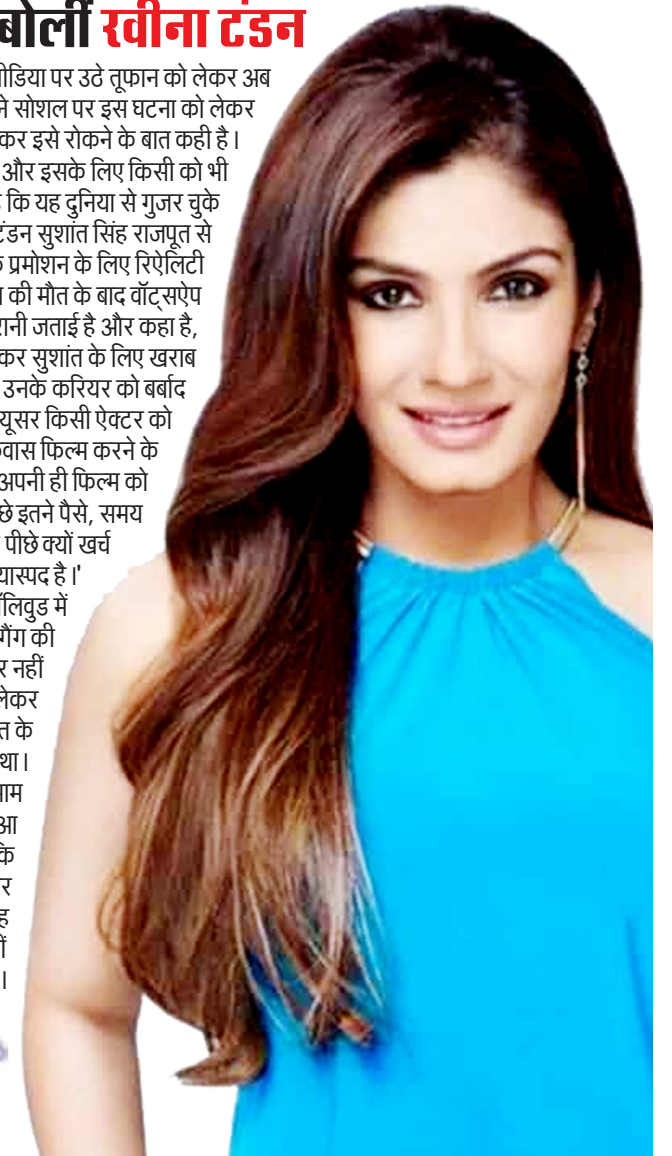 बोलीं रवीना टंडन
पर उठे तूफान को लेकर अब
ने सोशल पर इस घटना को लेकर
कर इसे रोकने के बात कही है।
और इसके लिए किसी को भी
कि यह दुनिया से गुजर चुके
टंडन सुशांत सिंह राजपूत से
प्रमोशन के लिए रिऐलिटी
की मौत के बाद वॉट्सऐप
जताई है और कहा है,
कर सुशांत के लिए खराब
उनके करियर को बर्बाद
किसी ऐक्टर को
फिल्म करने के
अपनी ही फिल्म को
इतने पैसे, समय
पीछे क्यों खर्च
है।'
में
गैंग की
नहीं
लेकर
के
था।
आ
कि